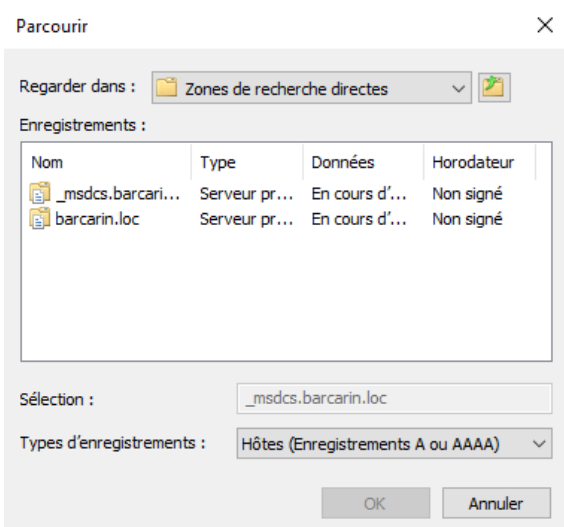 Parcourir
Regarder dans : Zones de recherche directes
Enregistrements :
Nom Type Données Horodateur
_msdcs.barcari... Serveur pr... En cours d'... Non signé
barcarin.loc Serveur pr... En cours d'... Non signé
Sélection : _msdcs.barcarin.loc
Types d'enregistrements : Hôtes (Enregistrements A ou AAAA)
OK Annuler